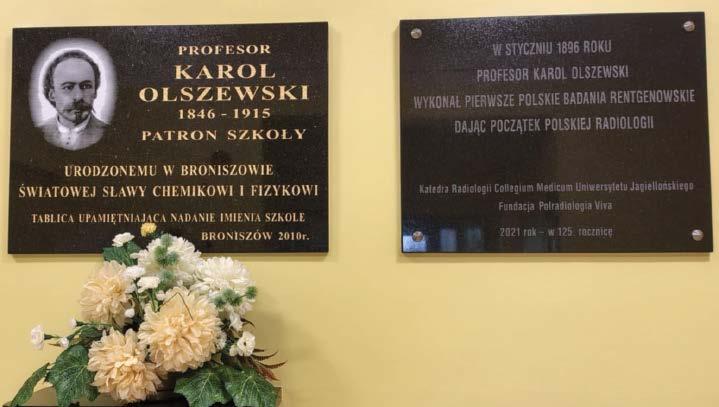 PROFESOR
KAROL
OLSZEWSKI
1846 - 1915
PATRON SZKOŁY
URODZONEMU W BRONISZOWIE
ŚWIATOWEJ SŁAWY CHEMIKOWI I FIZYKOWI
TABLICA UPAMIĘTNIAJĄCA NADANIE IMIENIA SZKOLE
BRONISZÓW 2010r.
W STYCZNIU 1896 ROKU
PROFESOR KAROL OLSZEWSKI
WYKONAŁ PIERWSZE POLSKIE BADANIA RENTGENOWSKIE
DAJĄC POCZĄTEK POLSKIEJ RADIOLOGII
Katedra Radiologii Collegium Medicum Uniwersytetu Jagiellońskiego
Fundacja Polradiologia Viva
2021 rok - w 125. rocznicę